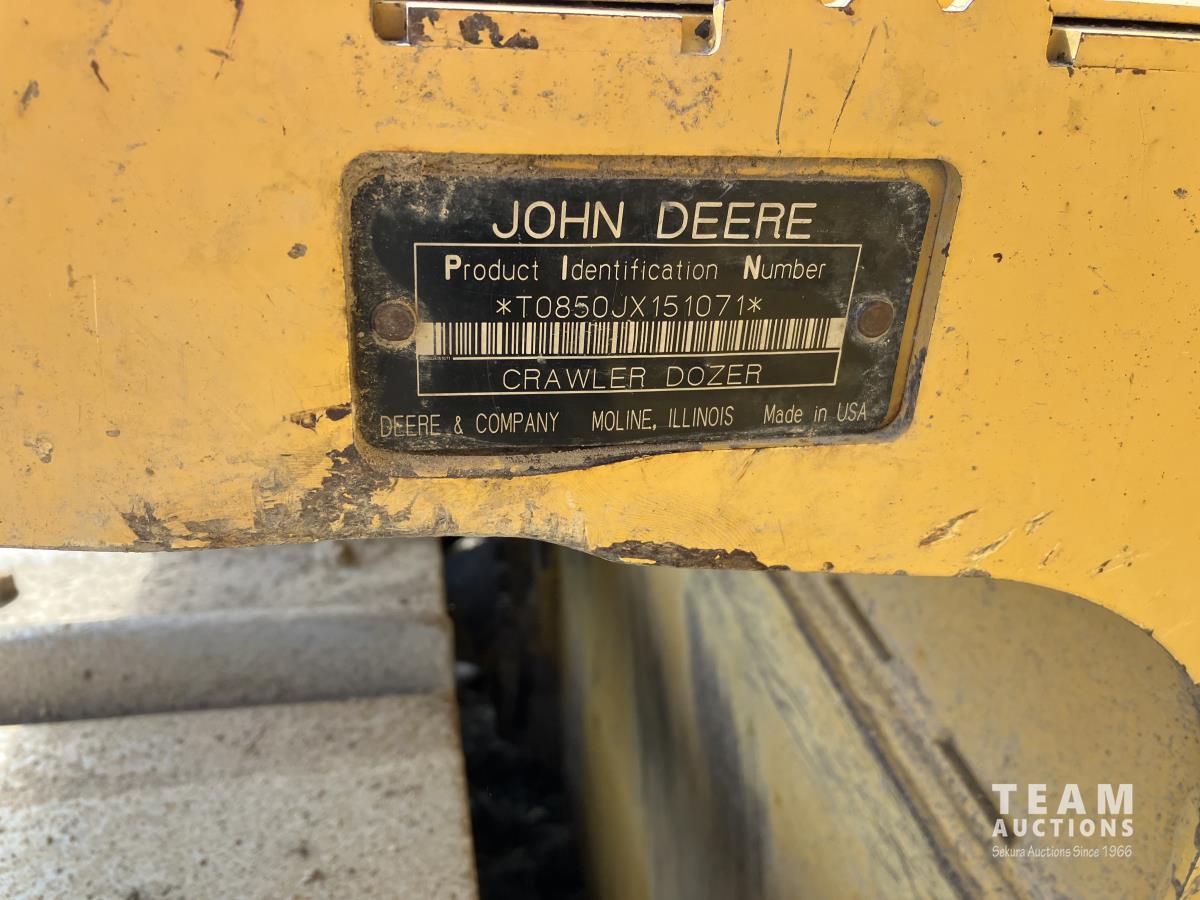 JOHN DEERE
Product Identification Number
*T0850JX151071*
CRAWLER DOZER
DEERE & COMPANY MOLINE, ILLINOIS Made in USA
TEAM
AUCTIONS
Sekura Auctions Since 1966